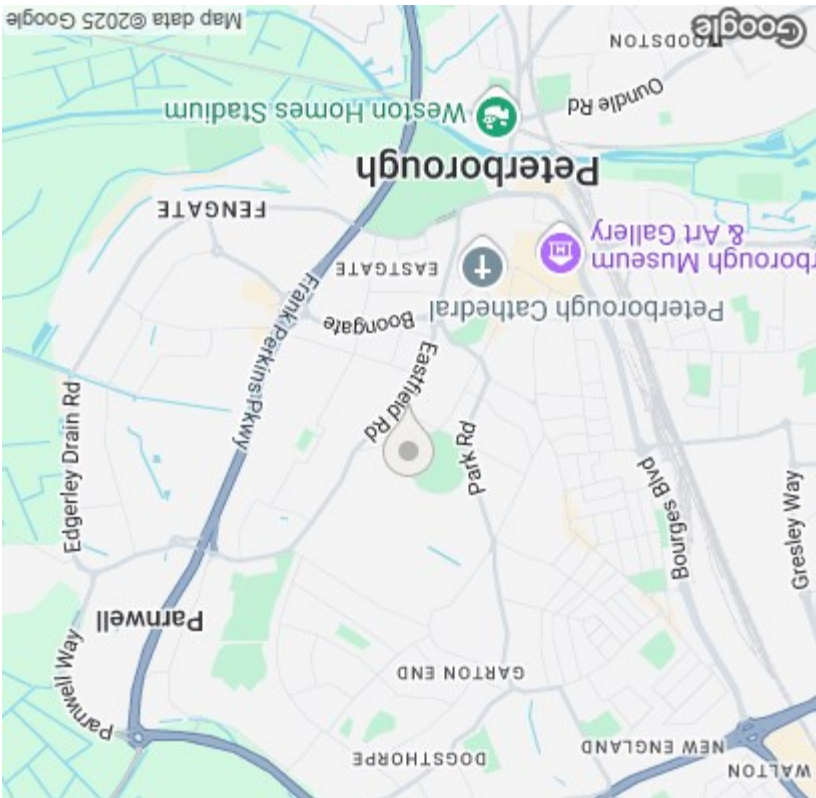 WALTON
NEW ENGLAND
DOGSTHORPE
Parnwell Way
GARTON END
Parnwell
Gresley Way
Bourges Blvd
Edgerley Drain Rd
Park Rd
Eastfield Rd
Frank Perkins Pkwy
Boongate
Peterborough Cathedral
EASTGATE
rborough Museum
& Art Gallery
FENGATE
Peterborough
Weston Homes Stadium
Oundle Rd
OODSTON
Google
Map data ©2025 Google